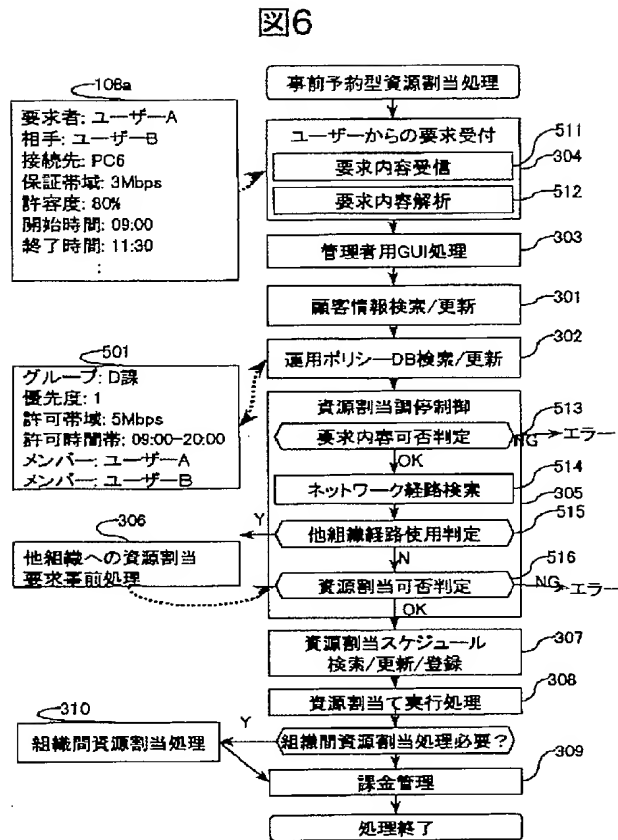 図6
事前予約型資源割当処理
108a
要求者: ユーザーA
相手: ユーザーB
接続先: PC6
保証帯域: 3Mbps
許容度: 80%
開始時間: 09:00
終了時間: 11:30
:
ユーザーからの要求受付
511
要求内容受信
304
要求内容解析
512
管理者用GUI処理
303
顧客情報検索/更新
301
運用ポリシーDB検索/更新
302
501
グループ: D課
優先度: 1
許可帯域: 5Mbps
許可時間帯: 09:00-20:00
メンバー: ユーザーA
メンバー: ユーザーB
資源割当調停制御
513
要求内容可否判定
NG
エラー
OK
ネットワーク経路検索
514
305
他組織経路使用判定
515
Y
N
306
他組織への資源割当
要求事前処理
資源割当可否判定
516
NG
エラー
OK
資源割当スケジュール
検索/更新/登録
307
資源割当て実行処理
308
310
組織間資源割当処理
Y
組織間資源割当処理必要?
課金管理
309
処理終了